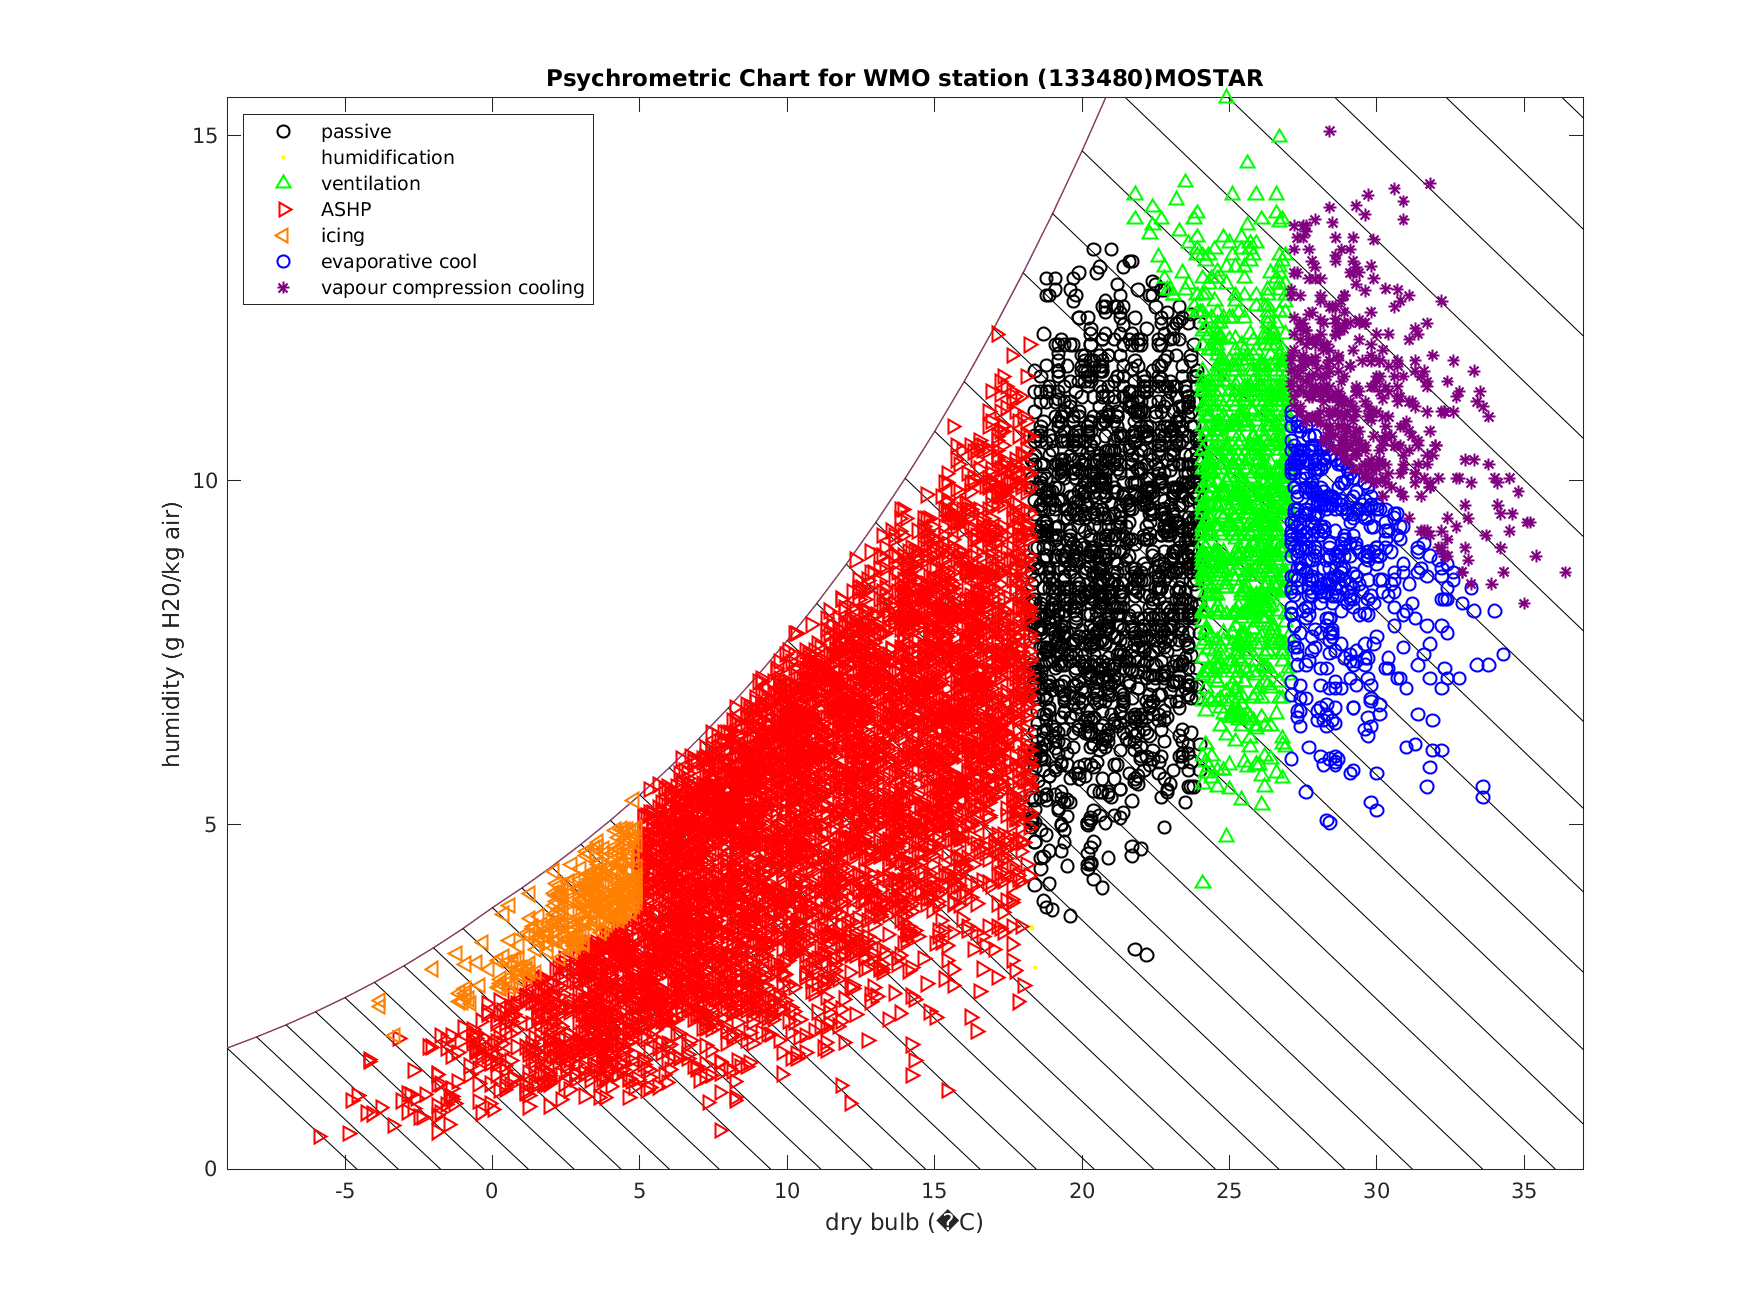 Psychrometric Chart for WMO station (133480)MOSTAR
passive
humidification
ventilation
ASHP
icing
evaporative cool
vapour compression cooling
humidity (g H20/kg air)
15
10
5
0
-5
0
5
10
15
20
25
30
35
dry bulb (�C)